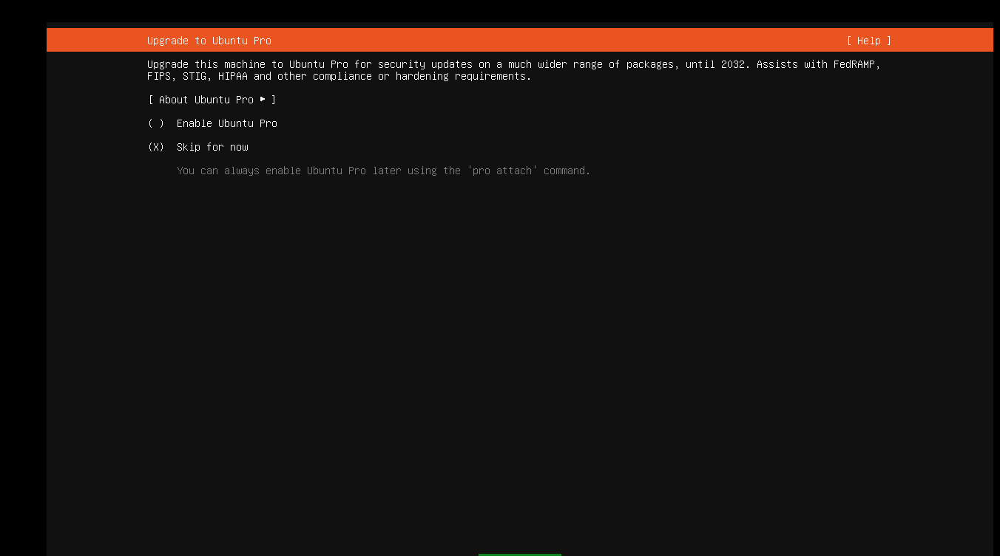 Upgrade to Ubuntu Pro [ Help ]
Upgrade this machine to Ubuntu Pro for security updates on a much wider range of packages, until 2032. Assists with FedRAMP,
FIPS, STIG, HIPAA and other compliance or hardening requirements.
[ About Ubuntu Pro ► ]
( ) Enable Ubuntu Pro
(X) Skip for now
You can always enable Ubuntu Pro later using the 'pro attach' command.